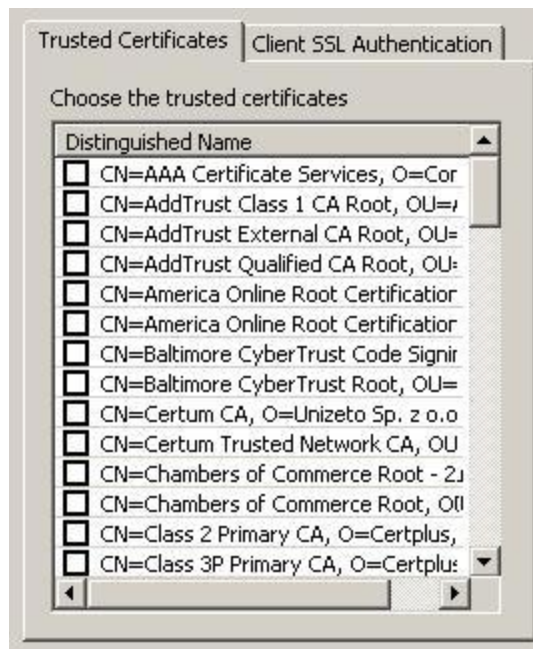 Trusted Certificates
Client SSL Authentication
Choose the trusted certificates
Distinguished Name
CN=AAA Certificate Services, O=Cor
CN=AddTrust Class 1 CA Root, OU=
CN=AddTrust External CA Root, OU=
CN=AddTrust Qualified CA Root, OU=
CN=America Online Root Certification
CN=America Online Root Certification
CN=Baltimore CyberTrust Code Signin
CN=Baltimore CyberTrust Root, OU=
CN=Certum CA, O=Unizeto Sp. z o.o
CN=Certum Trusted Network CA, OU
CN=Chambers of Commerce Root - 2
CN=Chambers of Commerce Root, O
CN=Class 2 Primary CA, O=Certplus,
CN=Class 3P Primary CA, O=Certplus